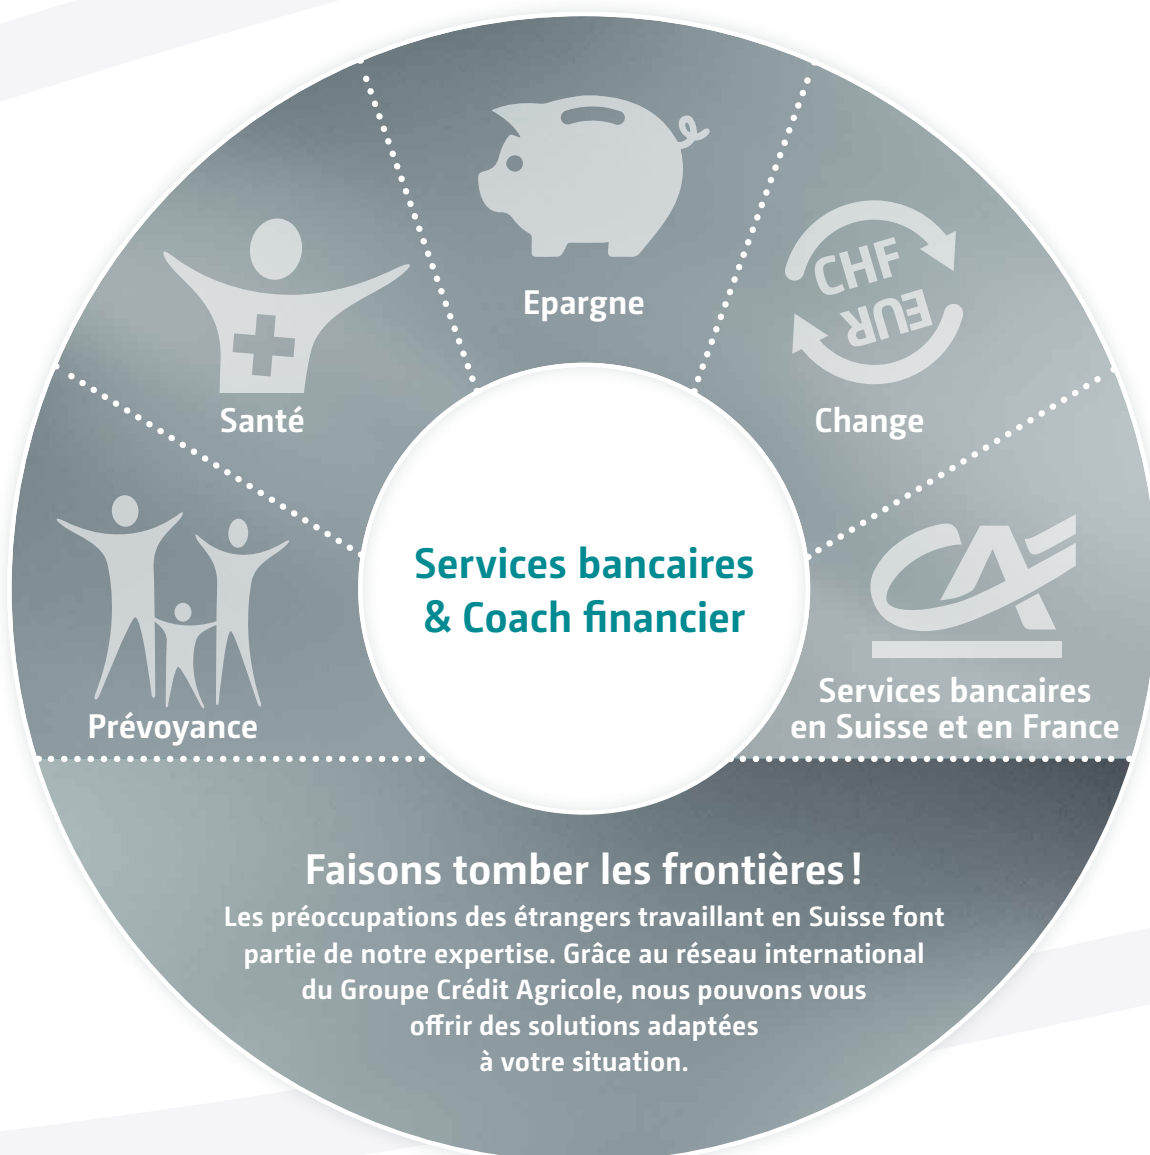 Epargne
CHF
EUR
Santé
Change
Services bancaires
& Coach financier
CA
Prévoyance
Services bancaires
en Suisse et en France
Faisons tomber les frontières !
Les préoccupations des étrangers travaillant en Suisse font
partie de notre expertise. Grâce au réseau international
du Groupe Crédit Agricole, nous pouvons vous
offrir des solutions adaptées
à votre situation.